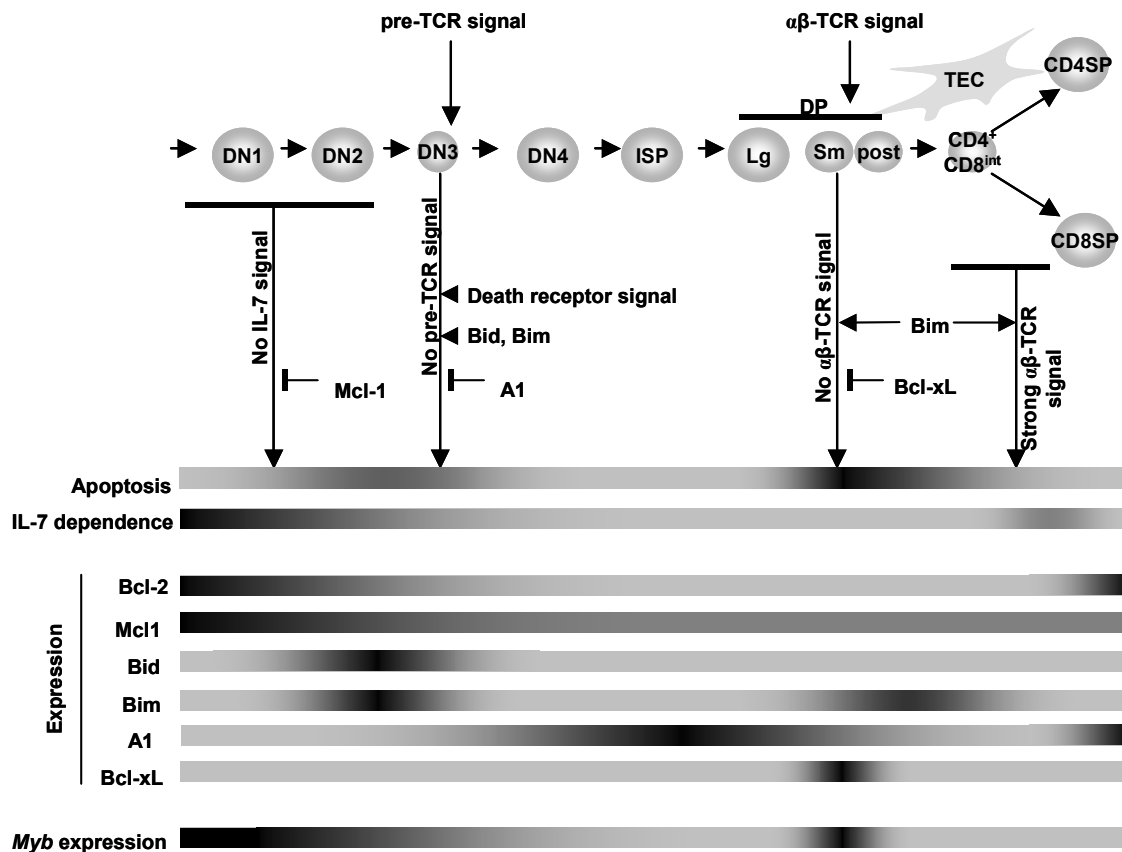 pre-TCR signal
αβ-TCR signal
TEC
CD4SP
DP
DN1
DN2
DN3
DN4
ISP
Lg
Sm
post
CD4+
CD8int
CD8SP
No IL-7 signal
No pre-TCR signal
No αβ-TCR signal
Strong αβ-TCR
signal
Death receptor signal
Bid, Bim
Bim
Mcl-1
A1
Bcl-xL
Apoptosis
IL-7 dependence
Expression
Bcl-2
Mcl1
Bid
Bim
A1
Bcl-xL
Myb expression